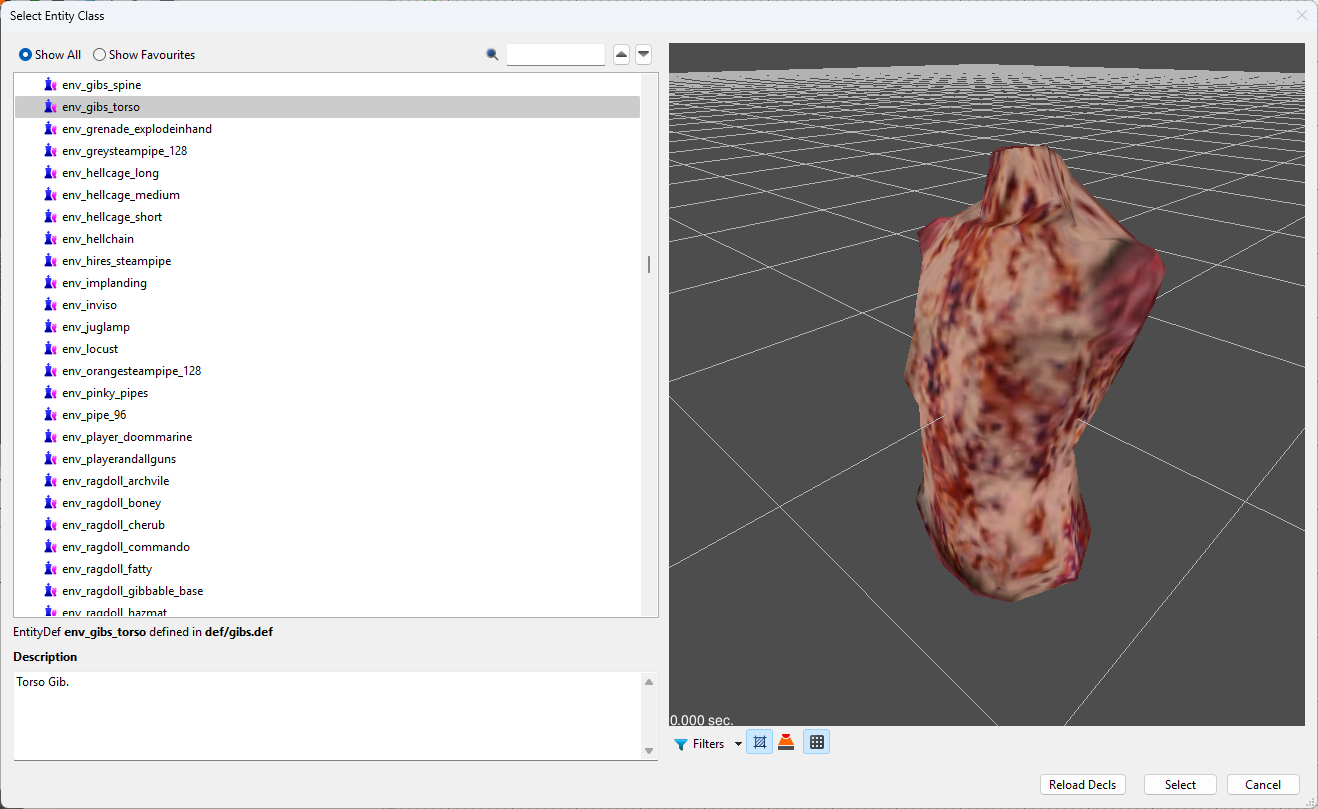 Select Entity Class
Show All Show Favourites
env_gibs_spine
env_gibs_torso
env_grenade_explodeinhand
env_greysteampipe_128
env_hellcage_long
env_hellcage_medium
env_hellcage_short
env_hellchain
env_hires_steampipe
env_implanding
env_inviso
env_juglamp
env_locust
env_orangesteampipe_128
env_pinky_pipes
env_pipe_96
env_player_doommarine
env_playerandallguns
env_ragdoll_archvile
env_ragdoll_boney
env_ragdoll_cherub
env_ragdoll_commando
env_ragdoll_fatty
env_ragdoll_gibbable_base
env_ragdoll_hazmat
EntityDef env_gibs_torso defined in def/gibs.def
Description
Torso Gib.
0.000 sec.
Filters
Reload Decls Select Cancel